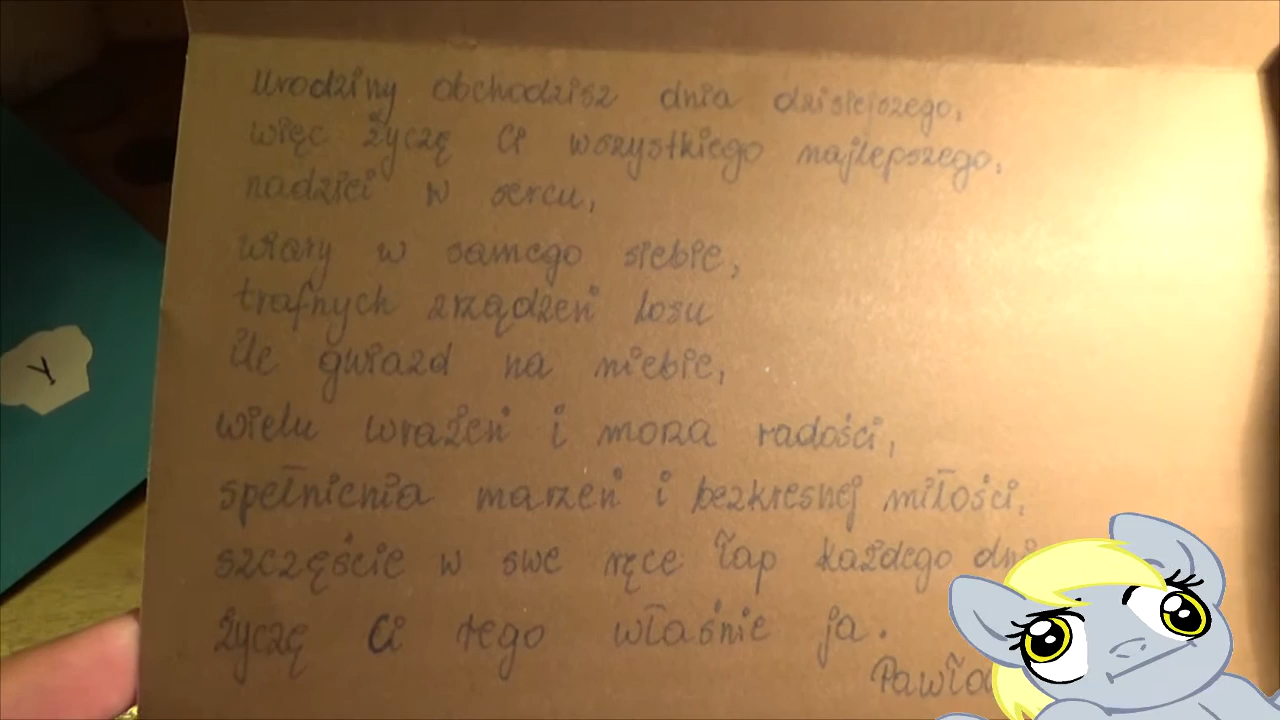 Urodziny obchodzisz dnia dzisiejszego,
więc życzę Ci wszystkiego najlepszego,
nadziei w sercu,
wiary w samego siebie,
trafnych zrządzeń losu
ile gwiazd na niebie,
wielu wrażeń i moża radości,
spełnienia marzeń i bezkresnej miłości,
szczęście w swe ręce łap każdego
życzę Ci tego właśnie ja.
Y